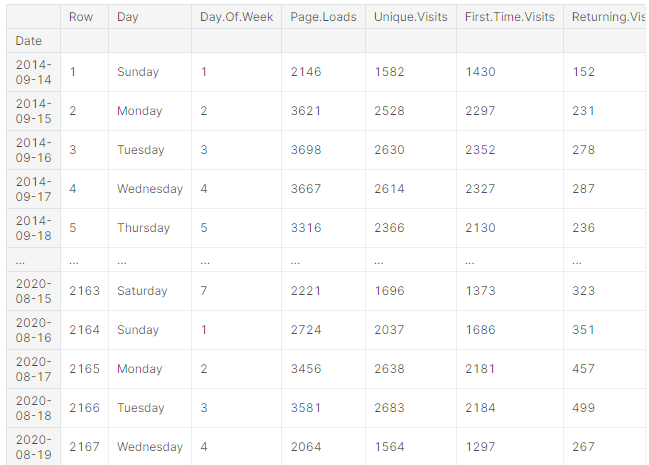 Row Day Day.Of.Week Page.Loads Unique.Visits First.Time.Visits Returning.Vis
Date
2014-
09-14 1 Sunday 1 2146 1582 1430 152
2014-
09-15 2 Monday 2 3621 2528 2297 231
2014-
09-16 3 Tuesday 3 3698 2630 2352 278
2014-
09-17 4 Wednesday 4 3667 2614 2327 287
2014-
09-18 5 Thursday 5 3316 2366 2130 236
... ... ... ... ... ... ... ...
2020-
08-15 2163 Saturday 7 2221 1696 1373 323
2020-
08-16 2164 Sunday 1 2724 2037 1686 351
2020-
08-17 2165 Monday 2 3456 2638 2181 457
2020-
08-18 2166 Tuesday 3 3581 2683 2184 499
2020-
08-19 2167 Wednesday 4 2064 1564 1297 267